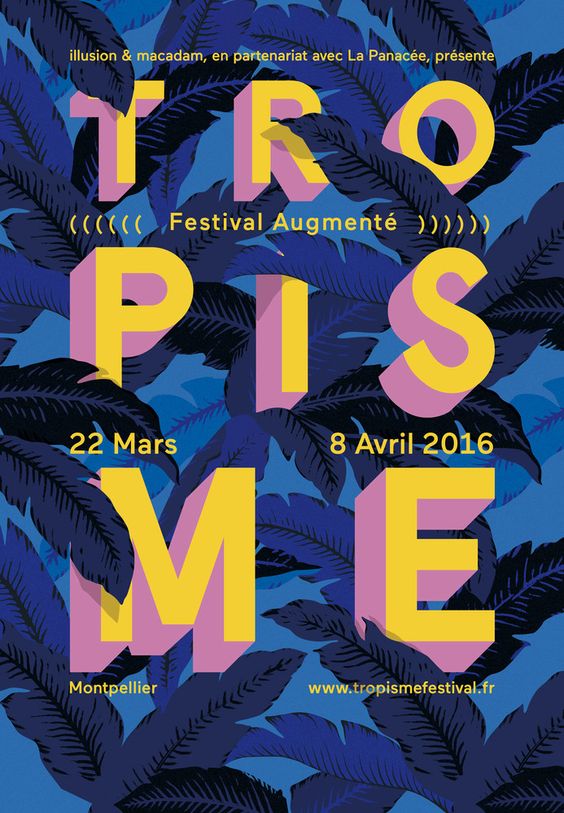 illusion & macadam, en partenariat avec La Panacée, présente
TRO
(((((( Festival Augmenté ))))))
PiS
22 Mars 8 Avril 2016
ME
Montpellier www.tropismefestival.fr